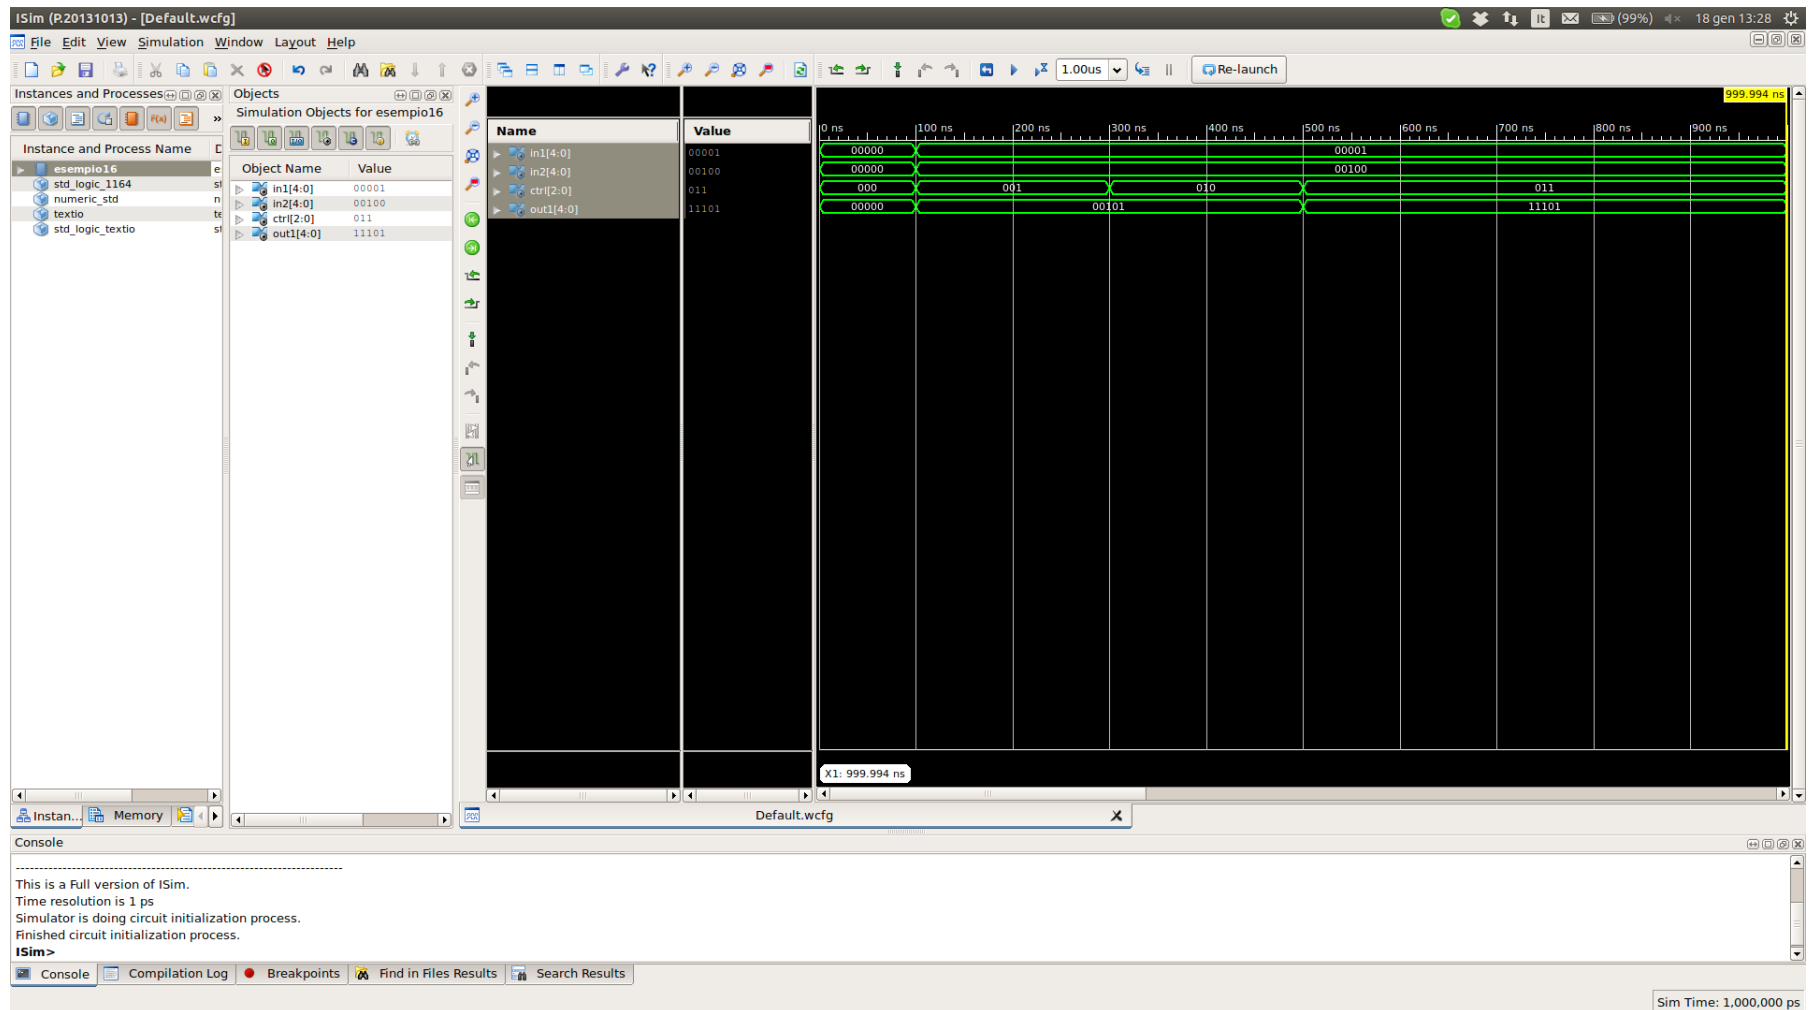 ISim (P.20131013) - [Default.wcfg]
It
(99%)
18 gen 13:28
File Edit View Simulation Window Layout Help
1.00us
Re-launch
Instances and Processes
Instance and Process Name
esempio16
std_logic_1164
numeric_std
textio
std_logic_textio
Instan...
Memory
Objects
Simulation Objects for esempio16
Object Name Value
in1[4:0] 00001
in2[4:0] 00100
ctrl[2:0] 011
out1[4:0] 11101
Name Value
in1[4:0] 00001
in2[4:0] 00100
ctrl[2:0] 011
out1[4:0] 11101
999.994 ns
0 ns 100 ns 200 ns 300 ns 400 ns 500 ns 600 ns 700 ns 800 ns 900 ns
00000 00001
00000 00100
000 001 010 011
00000 00101 11101
X1: 999.994 ns
Default.wcfg
Console
--------------------------------------------------------------------
This is a Full version of ISim.
Time resolution is 1 ps
Simulator is doing circuit initialization process.
Finished circuit initialization process.
ISim>
Console Compilation Log Breakpoints Find in Files Results Search Results
Sim Time: 1,000,000 ps